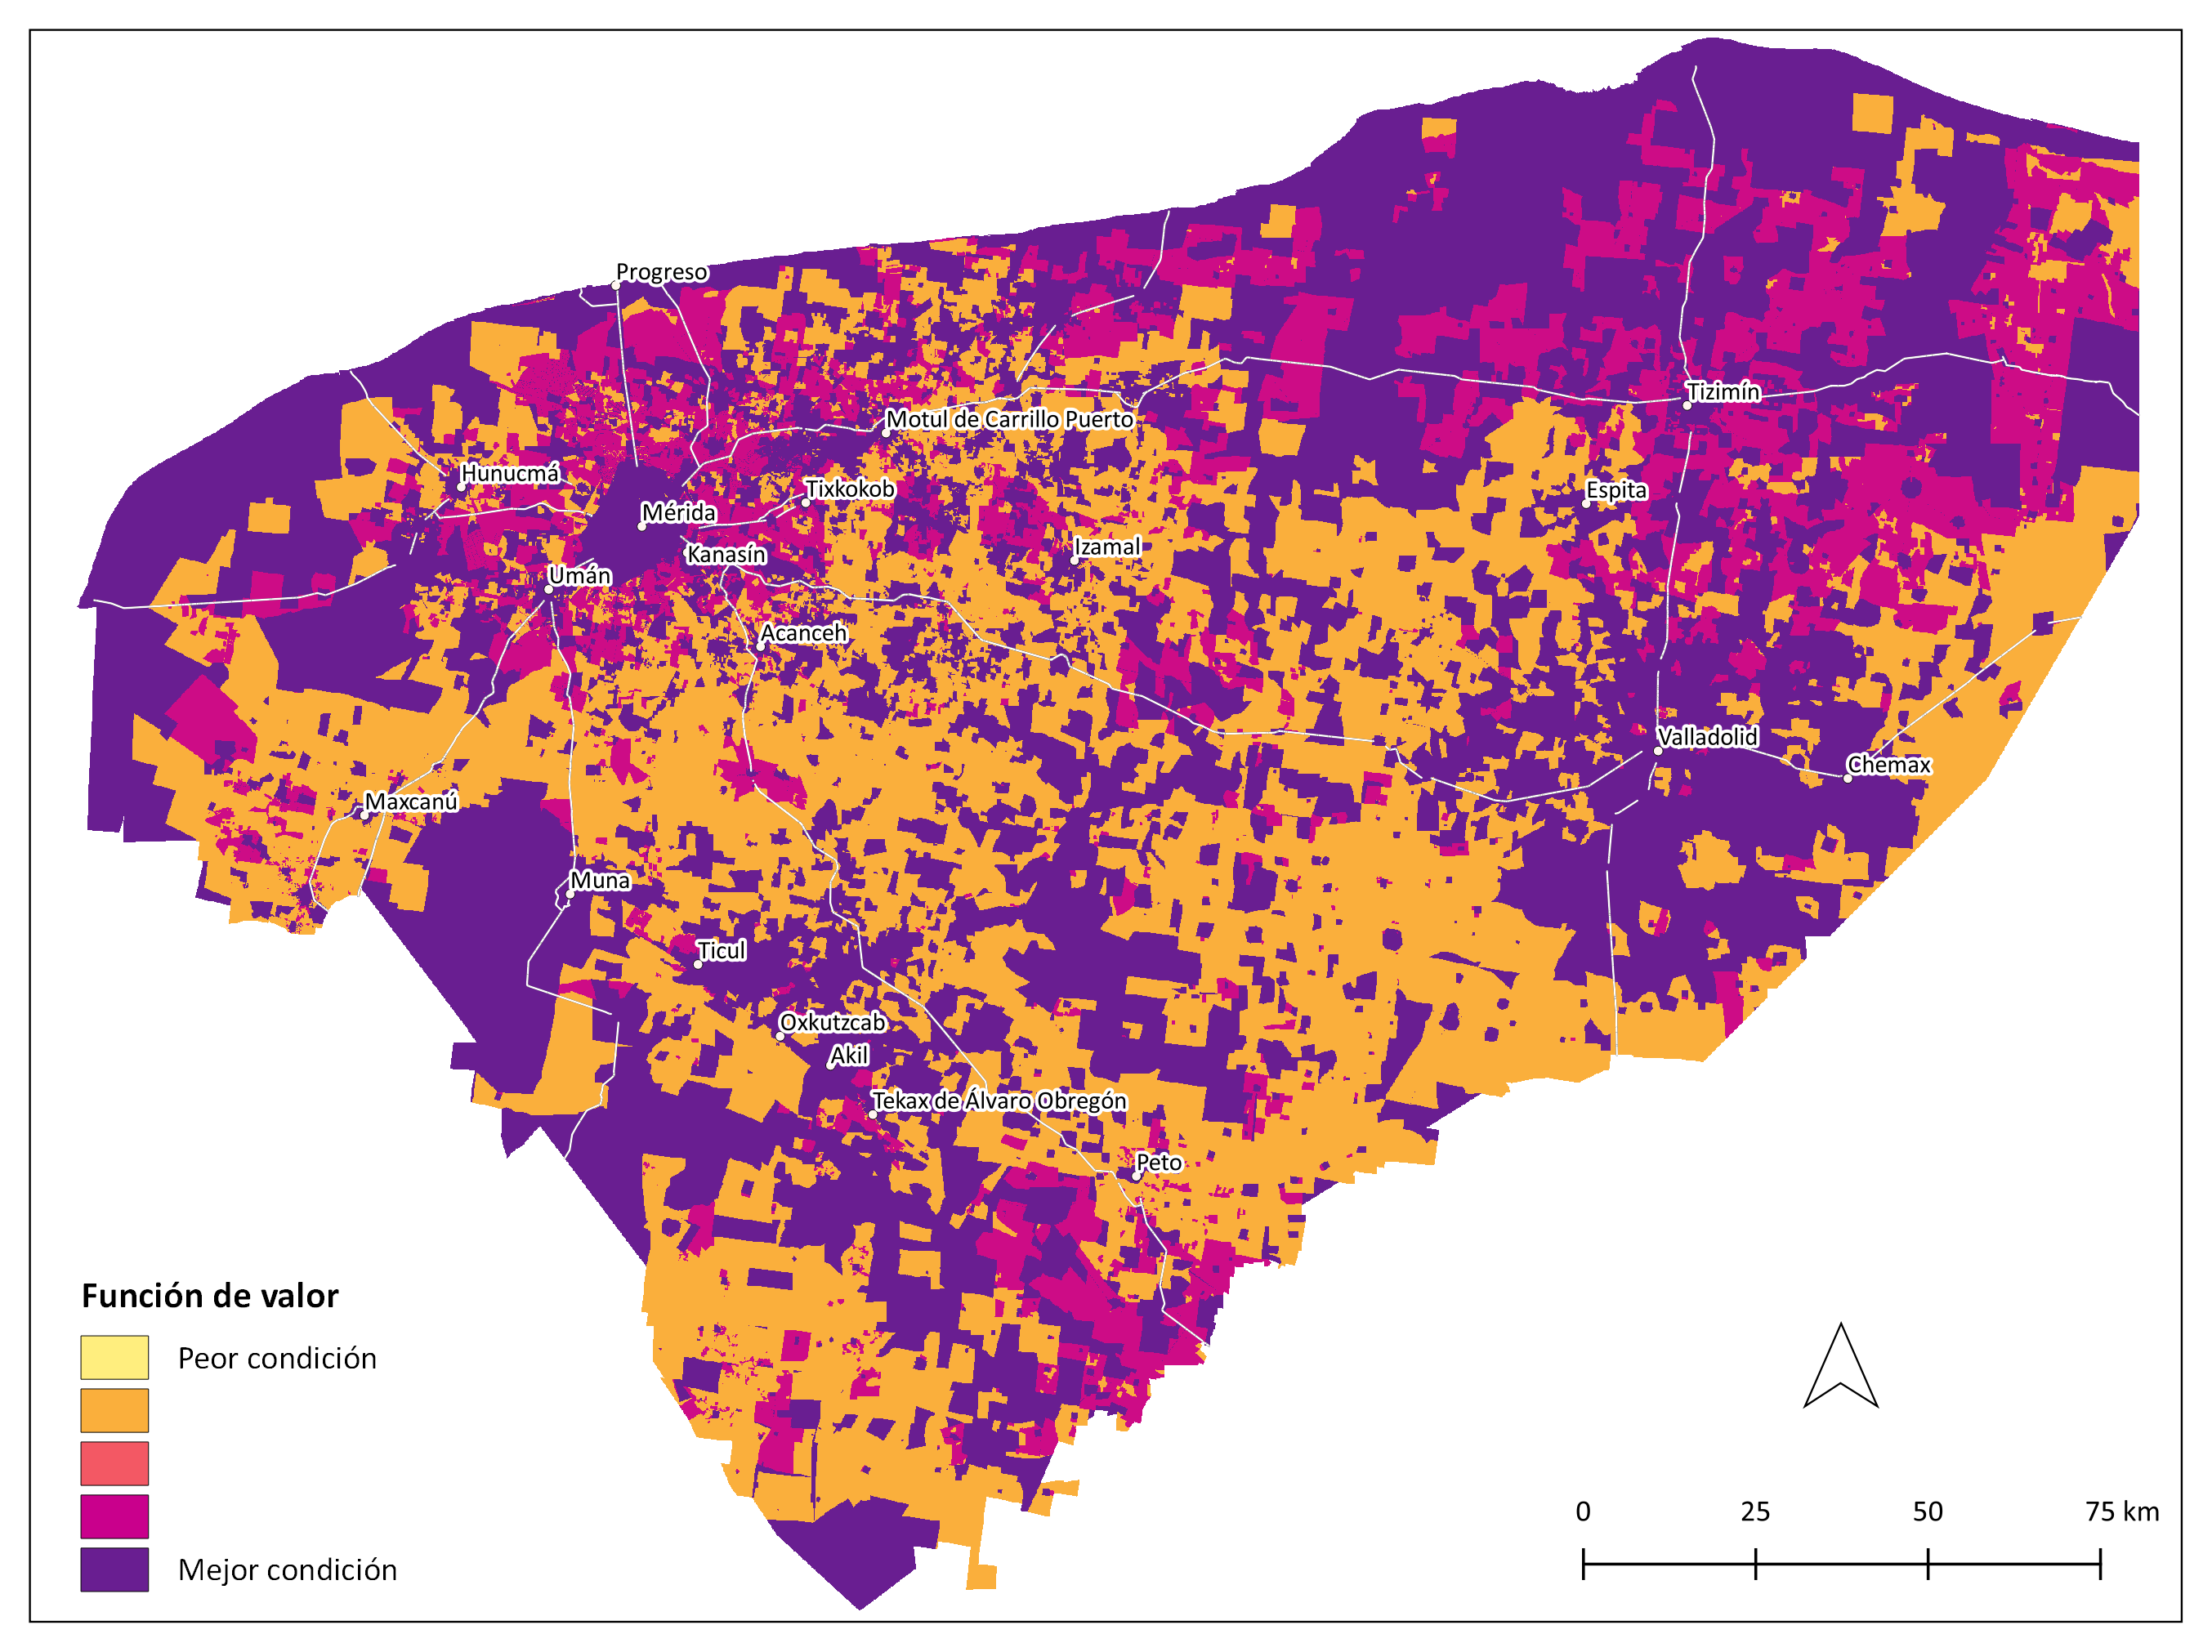 Progreso
Tizimín
Motul de Carrillo Puerto
Hunucmá
Tixkokob
Espita
Mérida
Kanasín
Izamal
Umán
Acanceh
Valladolid
Chemax
Maxcanú
Muna
Ticul
Oxkutzcab
Akil
Tekax de Álvaro Obregón
Peto
Función de valor
Peor condición
Mejor condición
0 25 50 75 km